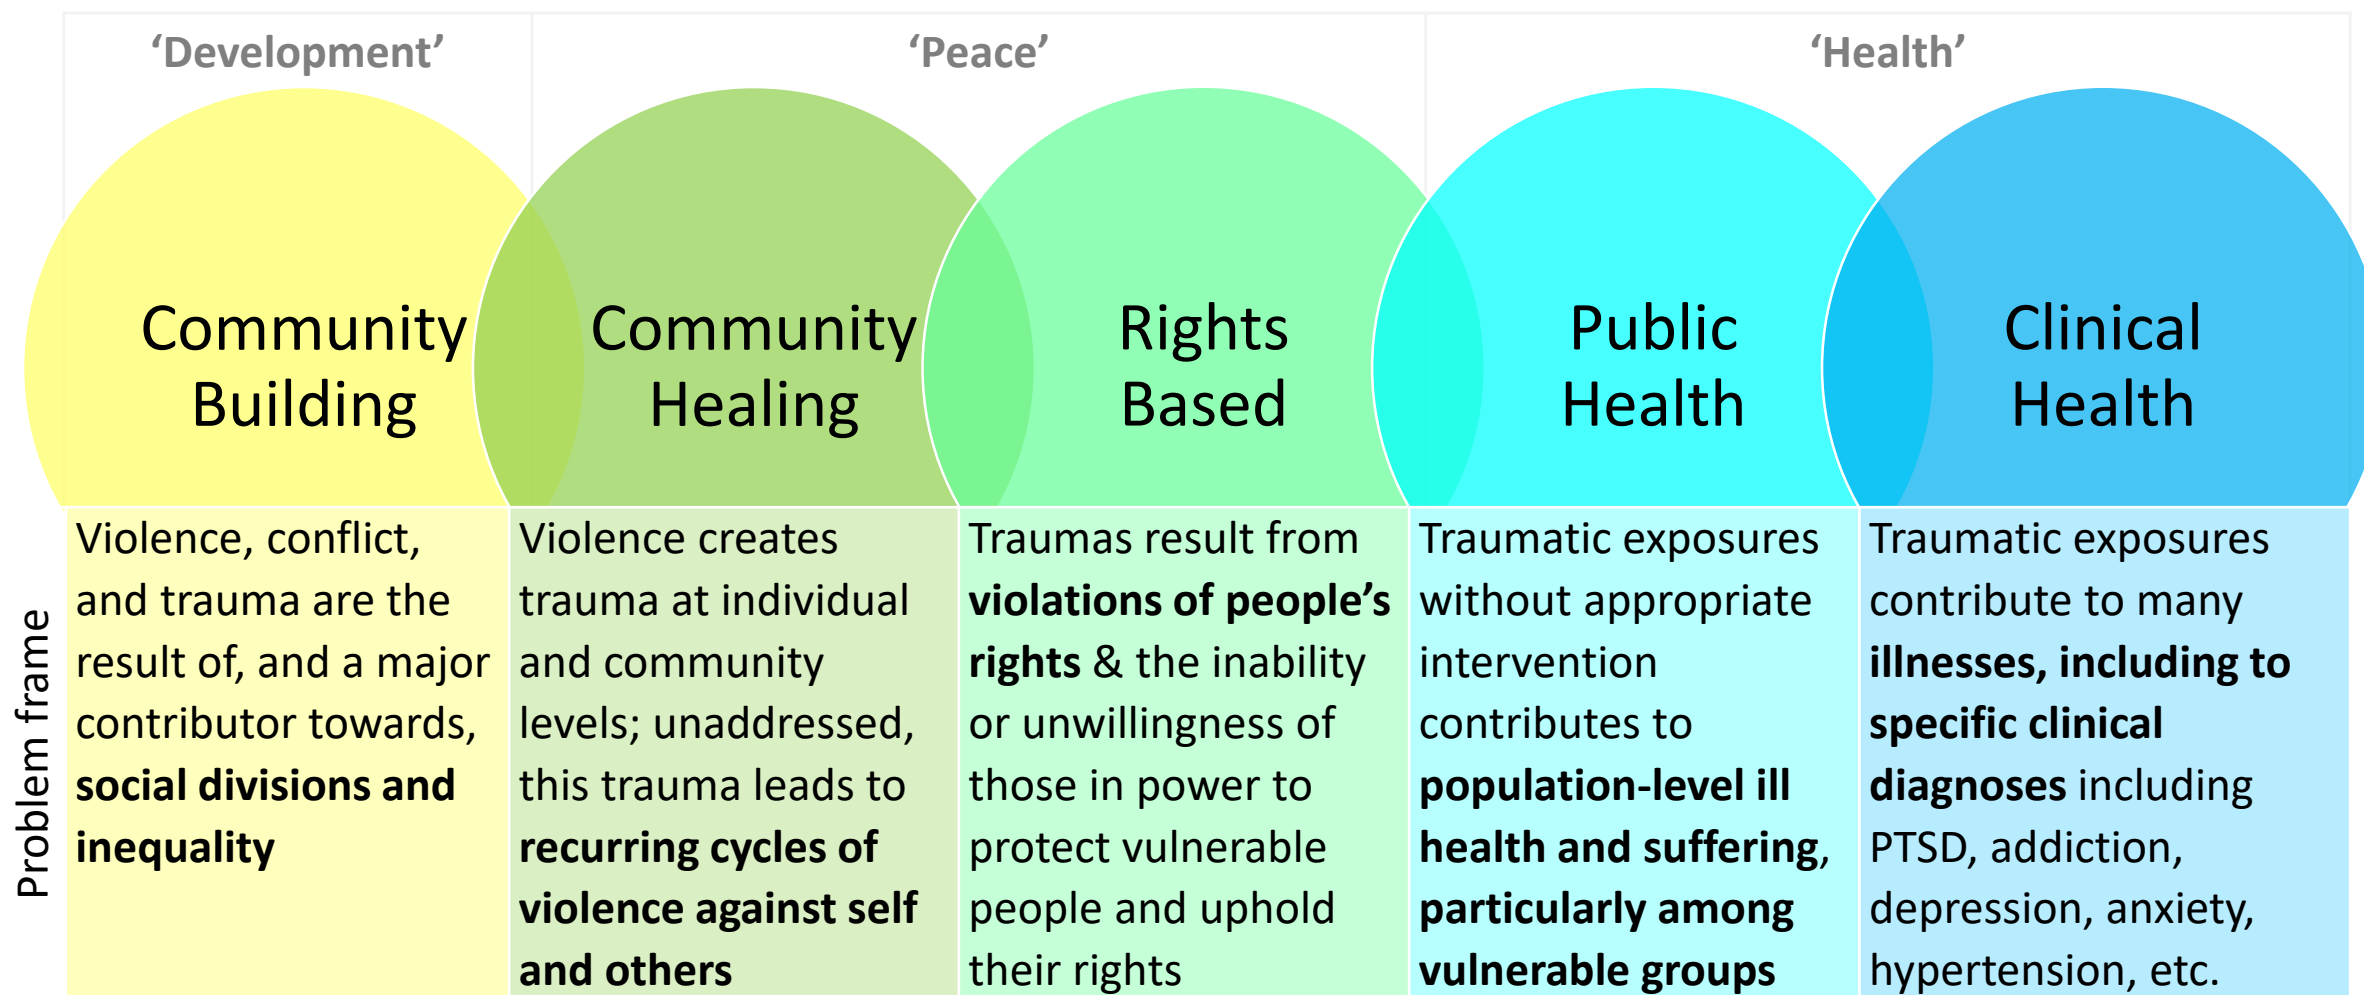 ‘Development’
‘Peace’
‘Health’
Community
Building
Community
Healing
Rights
Based
Public
Health
Clinical
Health
Problem frame
Violence, conflict,
and trauma are the
result of, and a major
contributor towards,
social divisions and
inequality
Violence creates
trauma at individual
and community
levels; unaddressed,
this trauma leads to
recurring cycles of
violence against self
and others
Traumas result from
violations of people’s
rights & the inability
or unwillingness of
those in power to
protect vulnerable
people and uphold
their rights
Traumatic exposures
without appropriate
intervention
contributes to
population-level ill
health and suffering,
particularly among
vulnerable groups
Traumatic exposures
contribute to many
illnesses, including to
specific clinical
diagnoses including
PTSD, addiction,
depression, anxiety,
hypertension, etc.